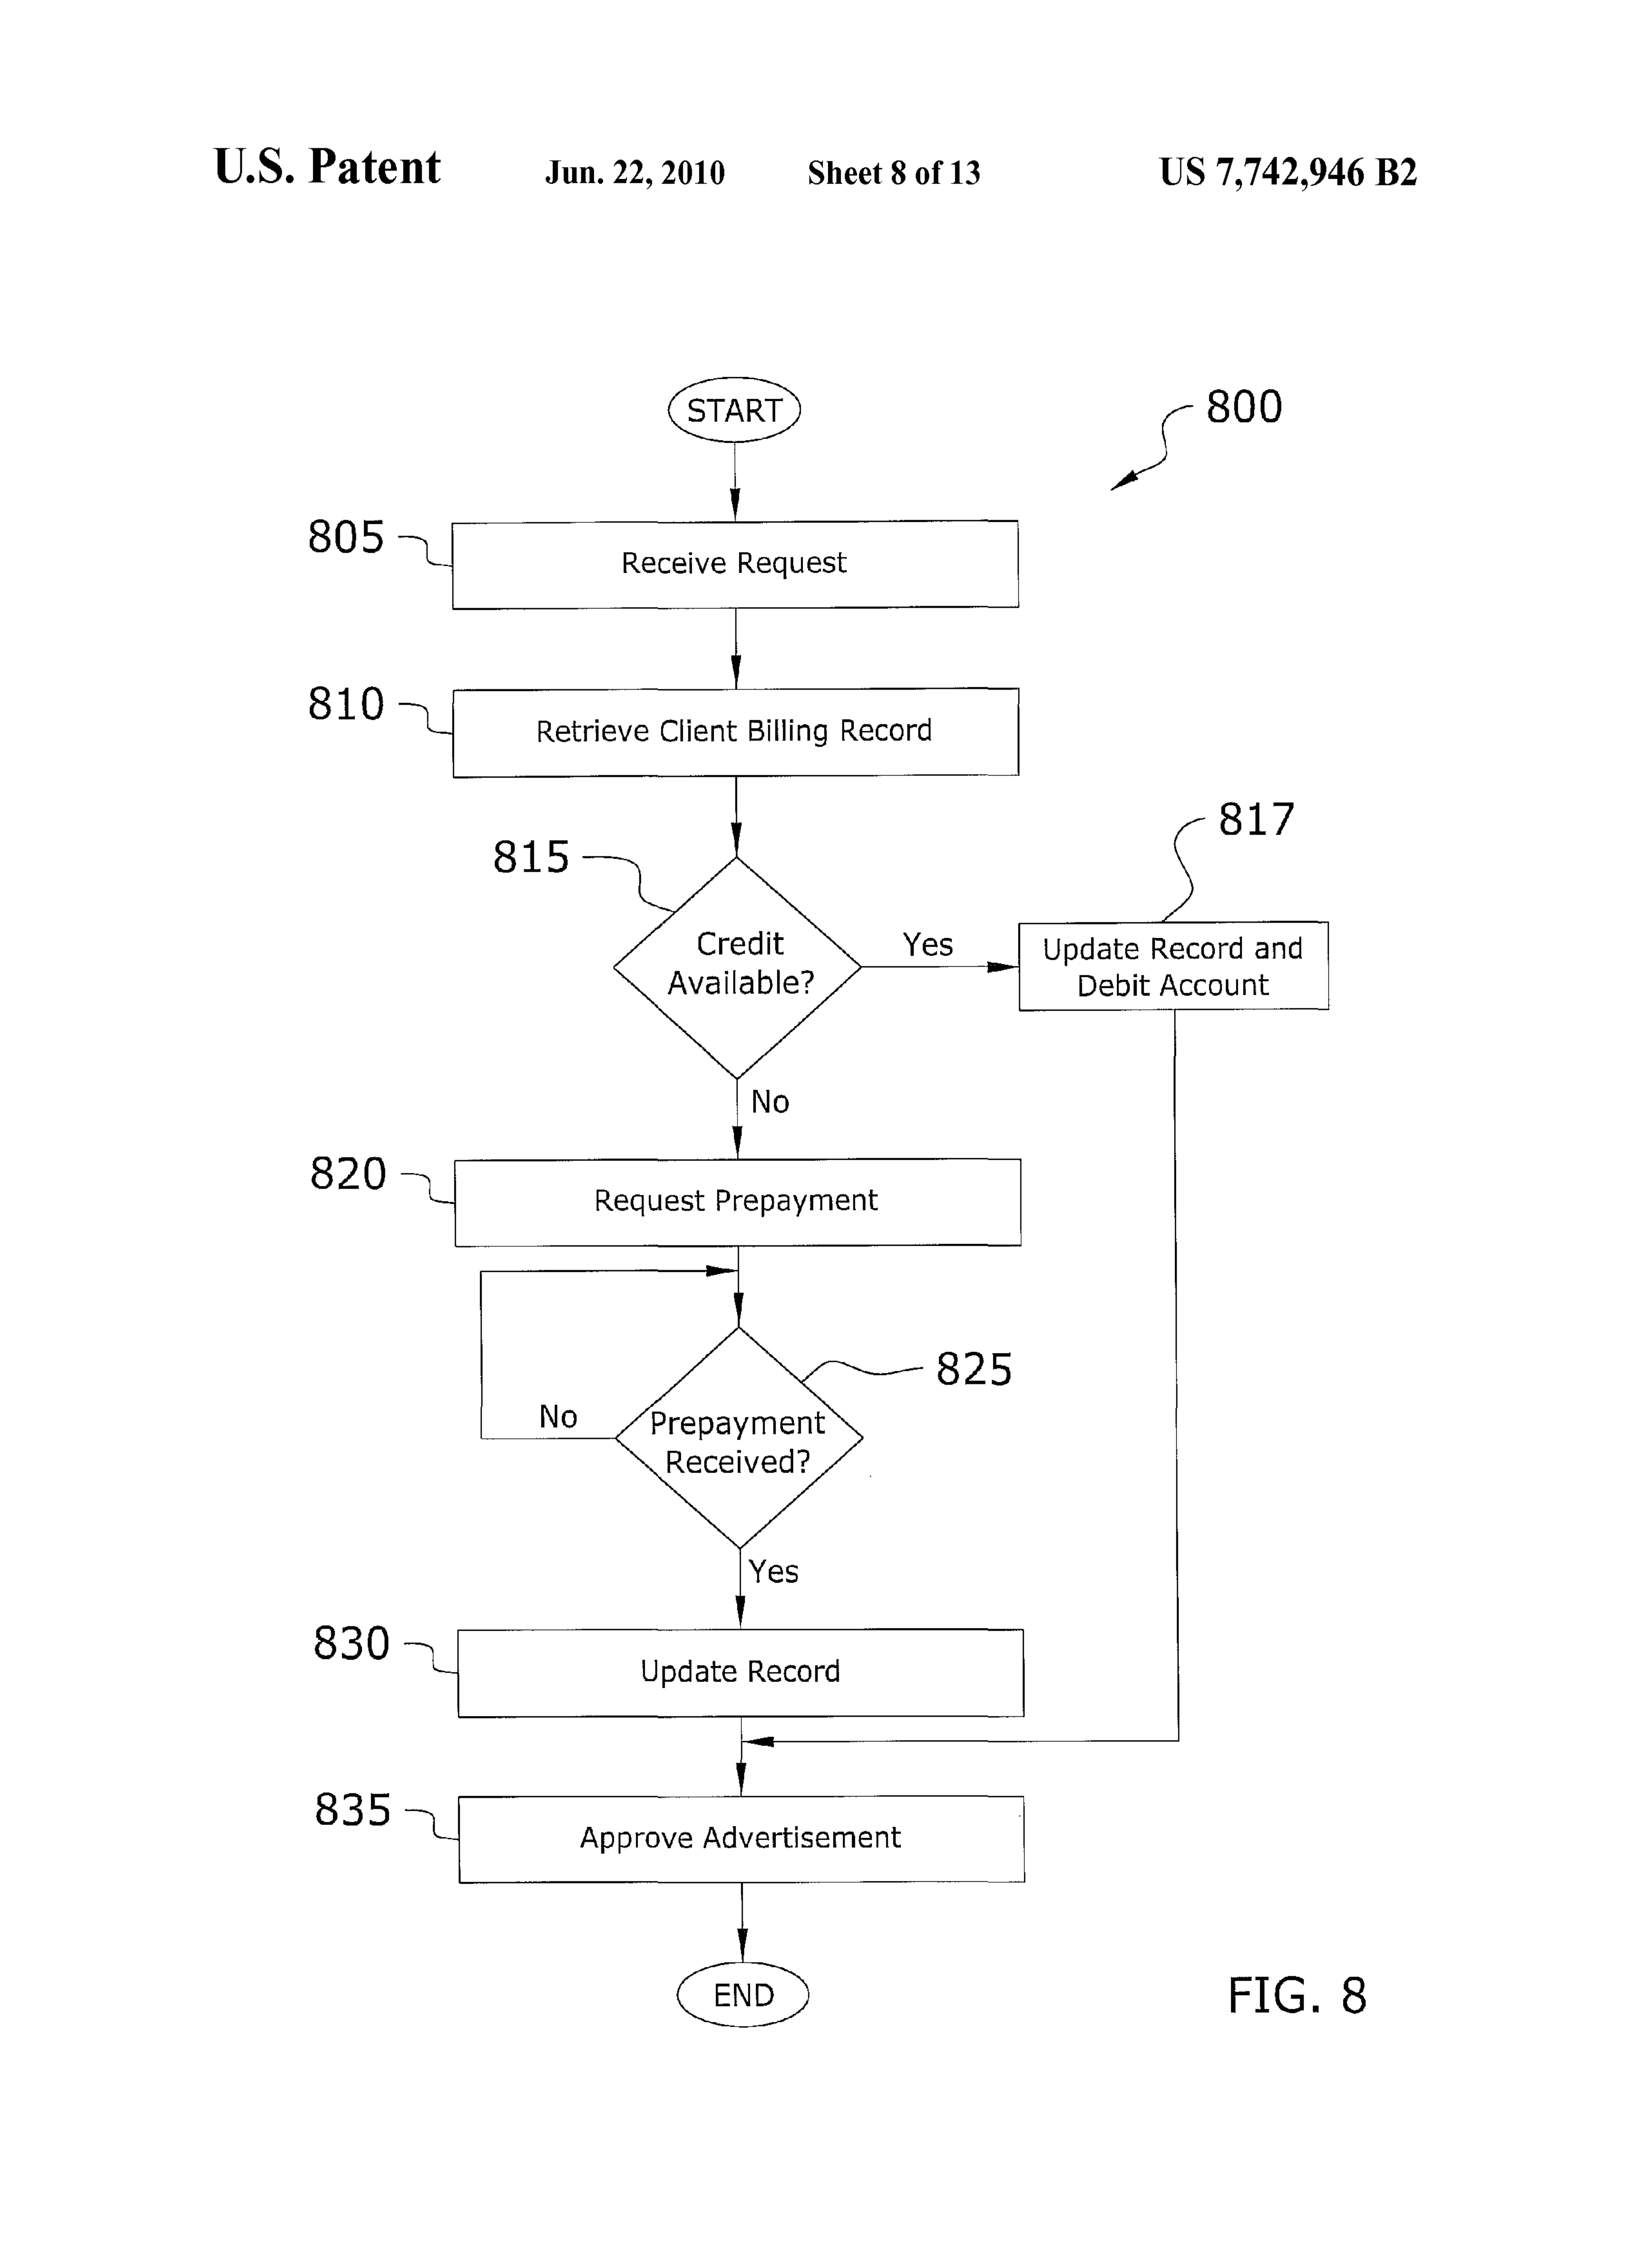 U.S. Patent Jun. 22, 2010 Sheet 8 of 13 US 7,742,946 B2
START
800
805
Receive Request
810
Retrieve Client Billing Record
817
815
Credit
Available?
Yes
Update Record and
Debit Account
No
820
Request Prepayment
825
No
Prepayment
Received?
Yes
830
Update Record
835
Approve Advertisement
END
FIG. 8